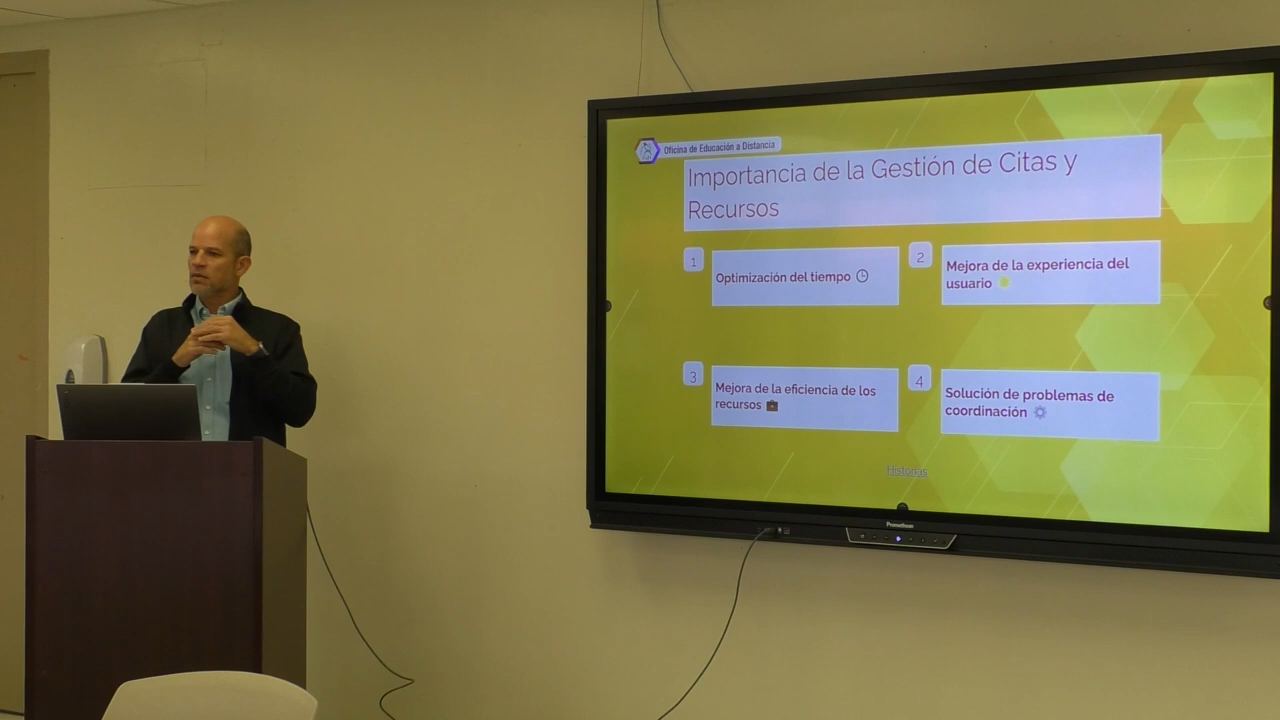 Oficina de Educación a Distancia
Importancia de la Gestión de Citas y
Recursos
1
Optimización del tiempo
2
Mejora de la experiencia del
usuario
3
Mejora de la eficiencia de los
recursos
4
Solución de problemas de
coordinación
Historias
Promethean